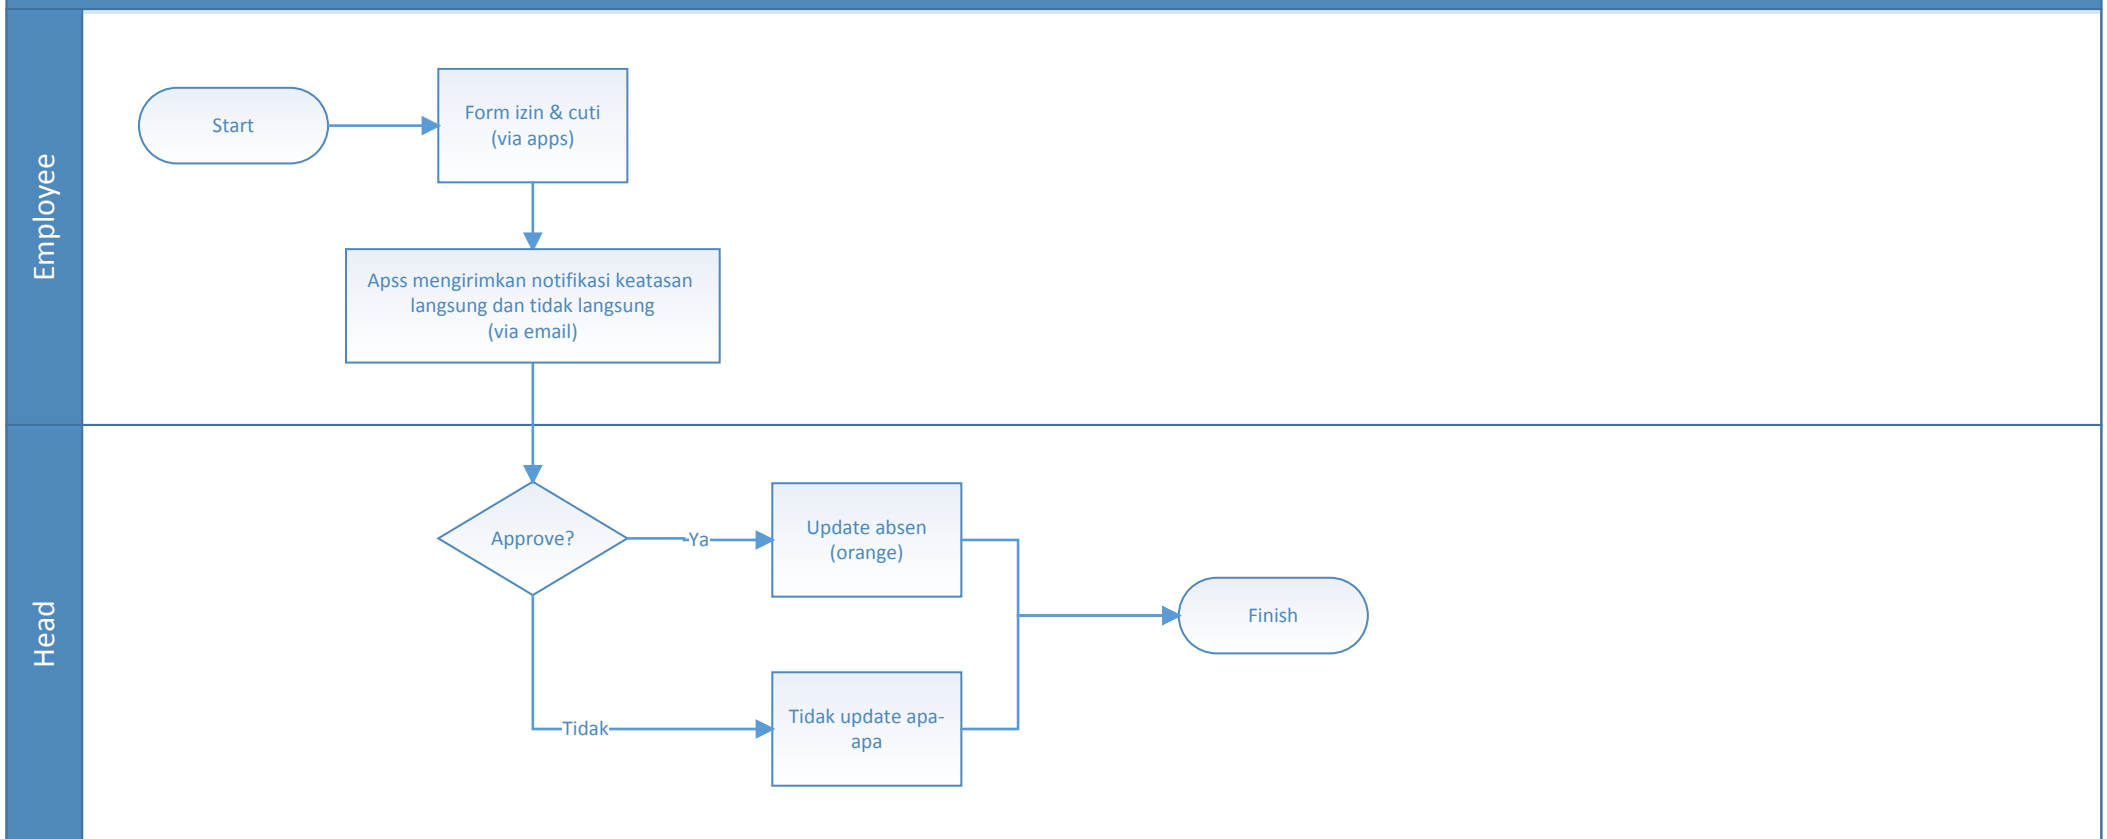 Employee
Start
Form izin & cuti
(via apps)
Apss mengirimkan notifikasi keatasan
langsung dan tidak langsung
(via email)
Head
Approve?
Ya
Update absen
(orange)
Finish
Tidak
Tidak update apa-
apa